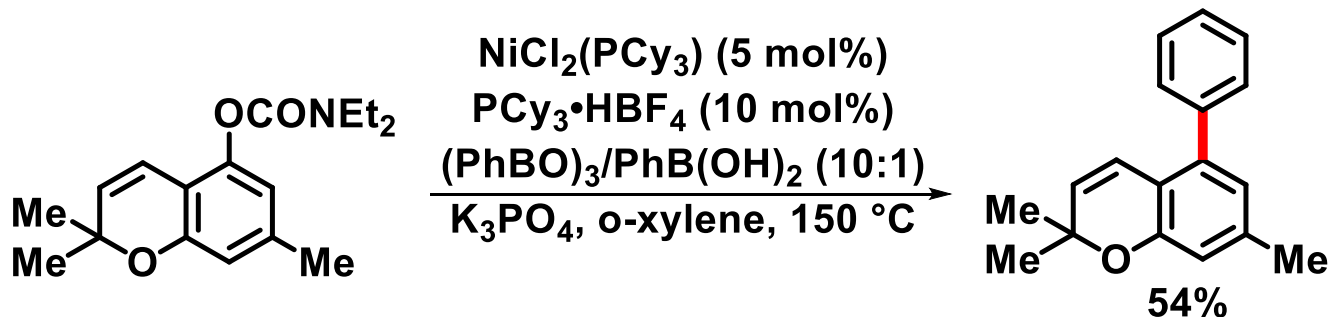 OCONEt₂
Me
Me
O
Me
NiCl₂(PCy₃) (5 mol%)
PCy₃•HBF₄ (10 mol%)
(PhBO)₃/PhB(OH)₂ (10:1)
K₃PO₄, o-xylene, 150 °C
Me
Me
O
Me
54%